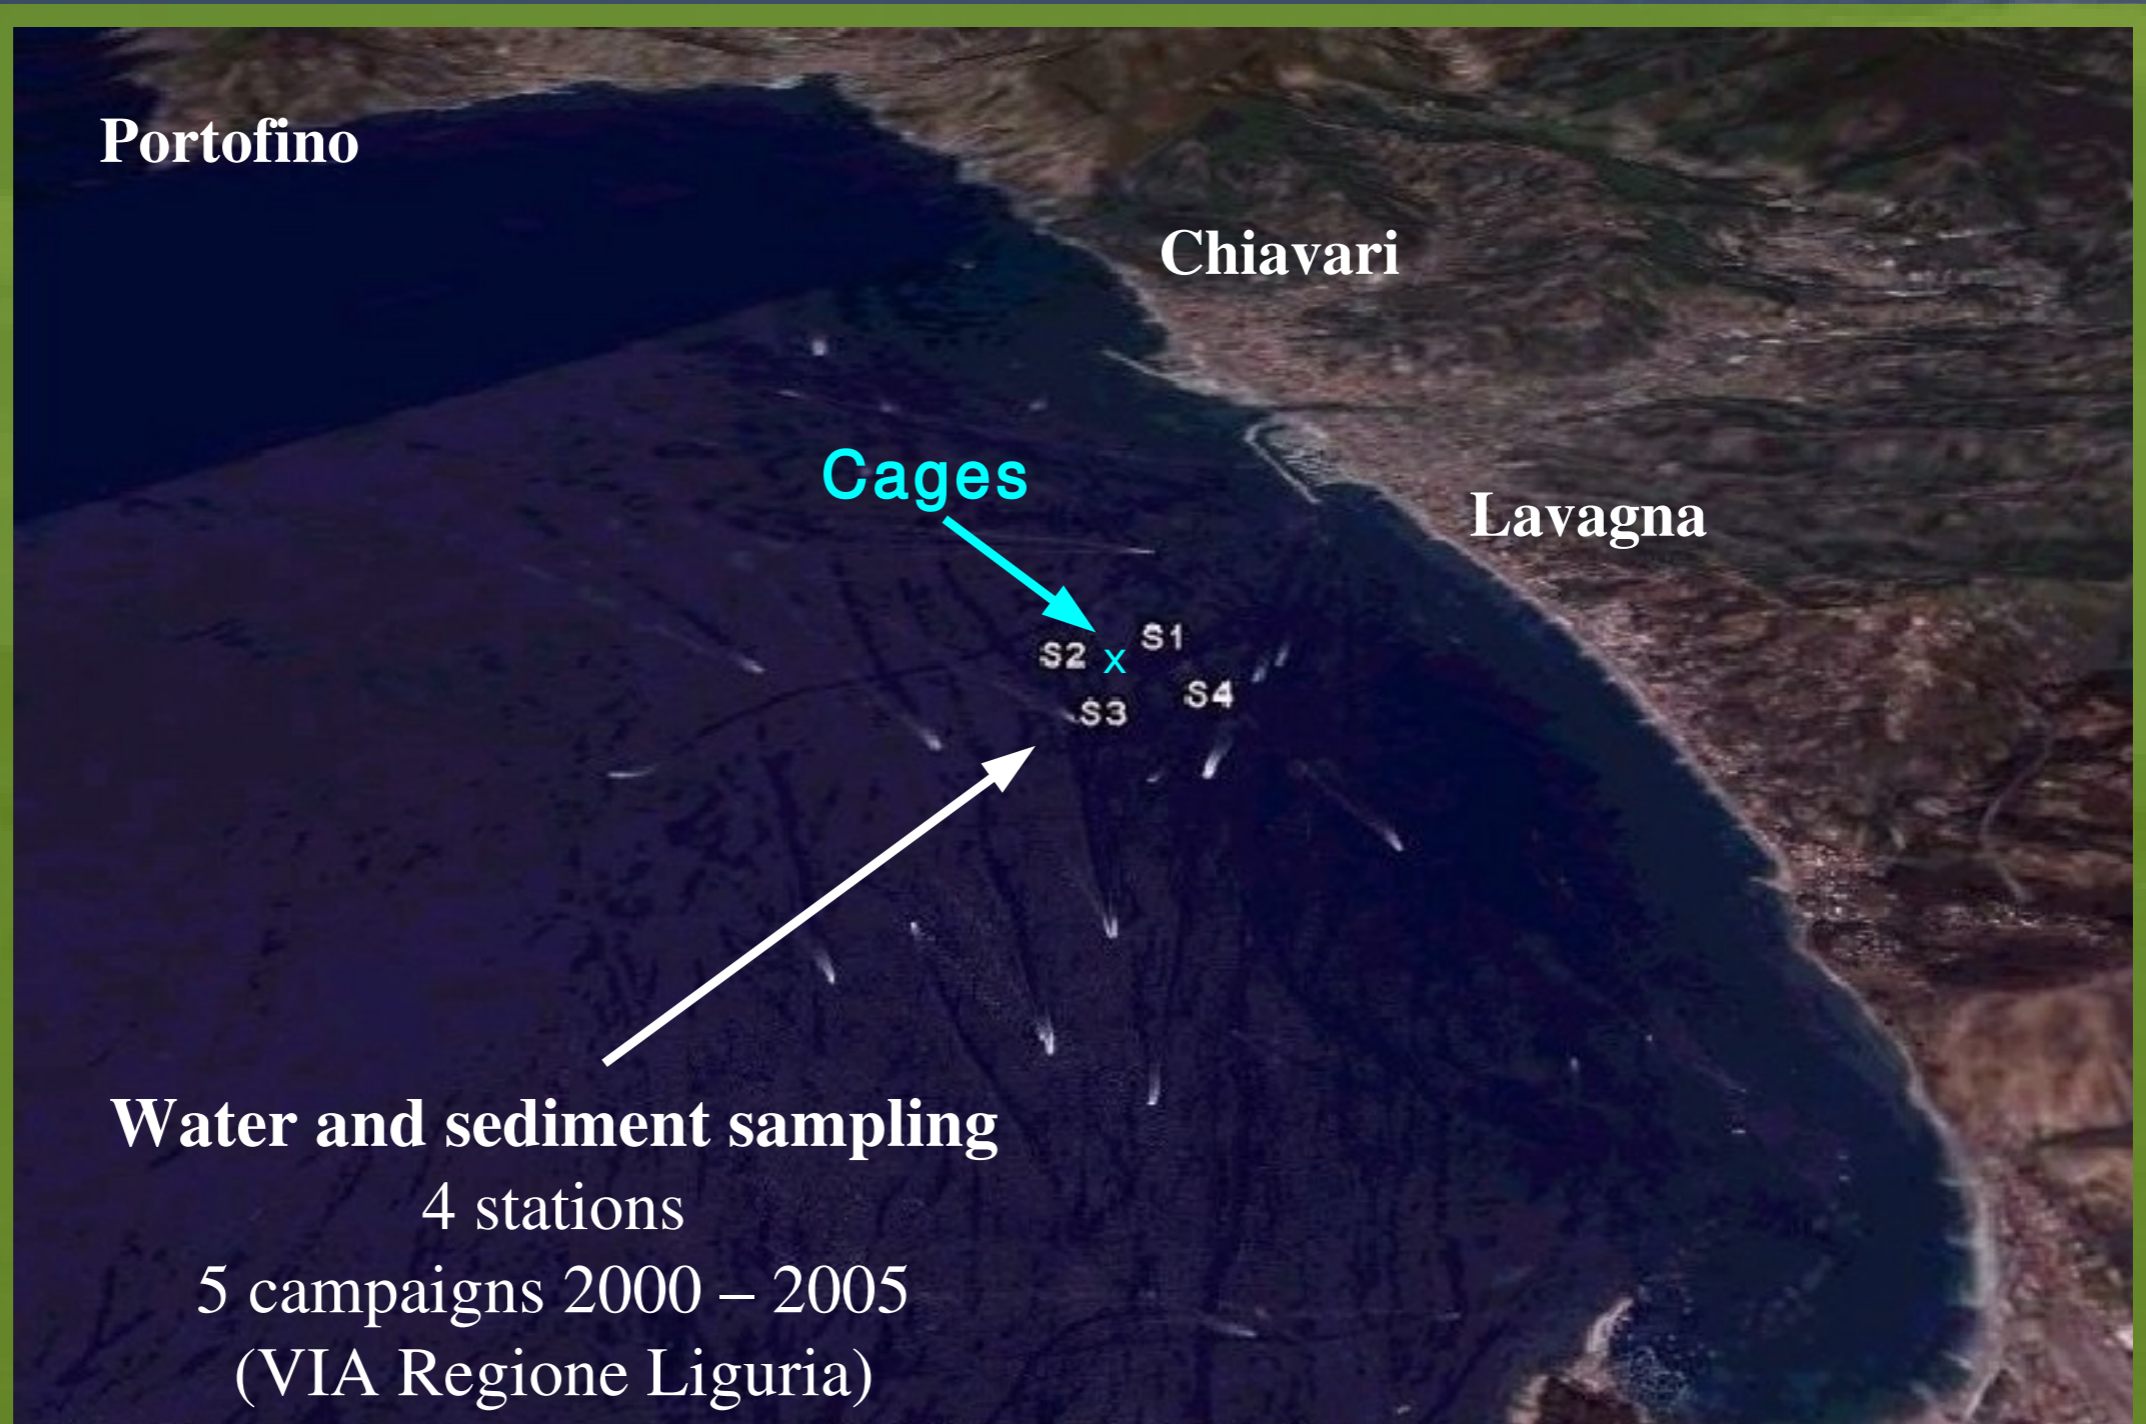 Portofino
Chiavari
Cages
Lavagna
S1
S2 x
S4
S3
Water and sediment sampling
4 stations
5 campaigns 2000 – 2005
(VIA Regione Liguria)